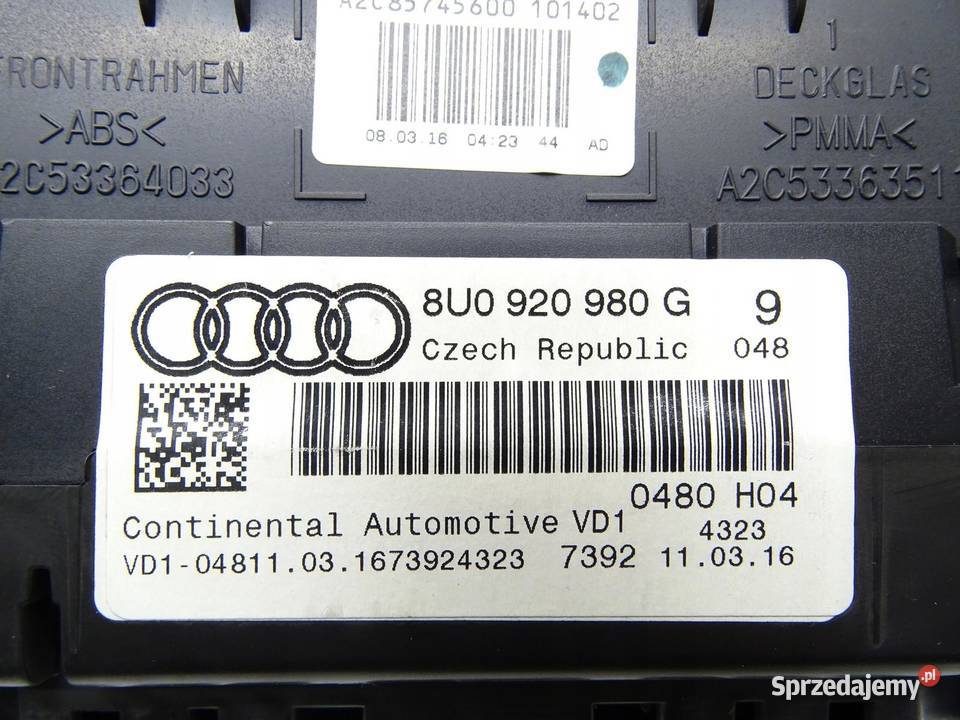 A2C85745600 101402
08.03.16 04:23 44 AD
FRONTRAHMEN
>ABS<
A2C53364033
1
DECKGLAS
>PMMA<
A2C53363511
8U0 920 980 G 9
Czech Republic 048
0480 H04
Continental Automotive VD1 4323
VD1-04811.03.1673924323 7392 11.03.16
Sprzedajemy.pl